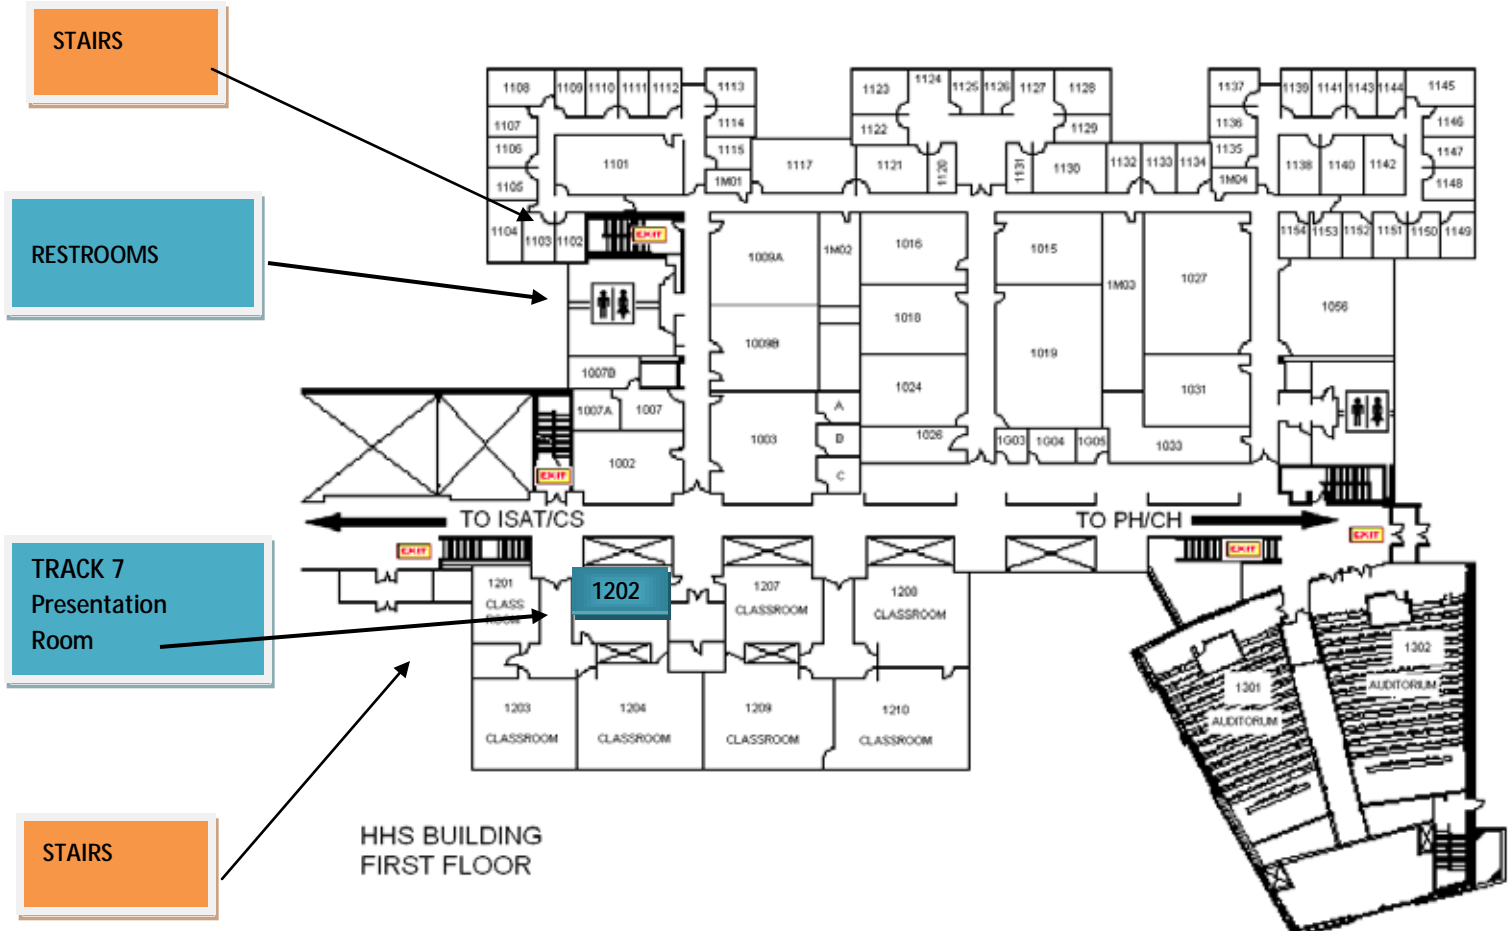 STAIRS
1108
1109
1110
1111
1112
1113
1123
1124
1125
1126
1127
1128
1137
1139
1141
1143
1144
1145
1107
1114
1122
1129
1136
1146
1106
1101
1115
1117
1121
1120
1131
1130
1132
1133
1134
1135
1138
1140
1142
1147
1105
1M01
1M04
1148
RESTROOMS
1104
1103
1102
EXIT
1009A
1M02
1016
1015
1M03
1027
1154
1153
1152
1151
1150
1149
1018
1056
1009B
1019
1007B
1024
1031
1007A
1007
A
1003
B
1026
1G03
1G04
1G05
1033
1002
C
EXIT
TO ISAT/CS
TO PH/CH
EXIT
EXIT
EXIT
TRACK 7
Presentation
Room
1201
CLASS
ROOM
1202
1207
CLASSROOM
1208
CLASSROOM
1203
CLASSROOM
1204
CLASSROOM
1209
CLASSROOM
1210
CLASSROOM
1301
AUDITORIUM
1302
AUDITORIUM
STAIRS
HHS BUILDING
FIRST FLOOR